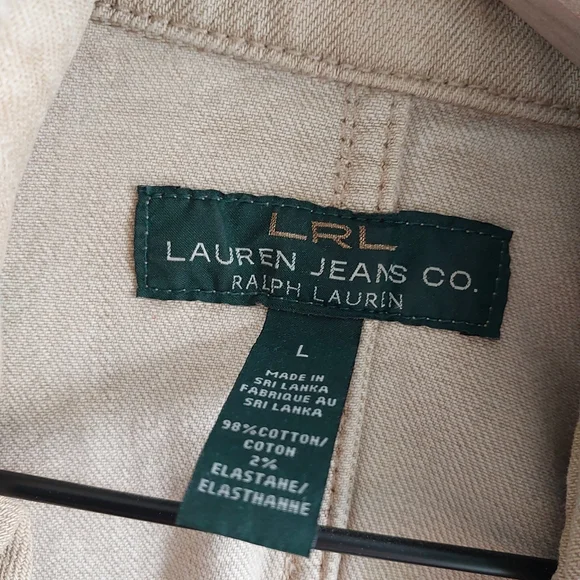 LRL
LAUREN JEANS CO.
RALPH LAUREN
L
MADE IN
SRI LANKA
FABRIQUE AU
SRI LANKA
98% COTTON/
COTON
2%
ELASTANE/
ELASTHANNE